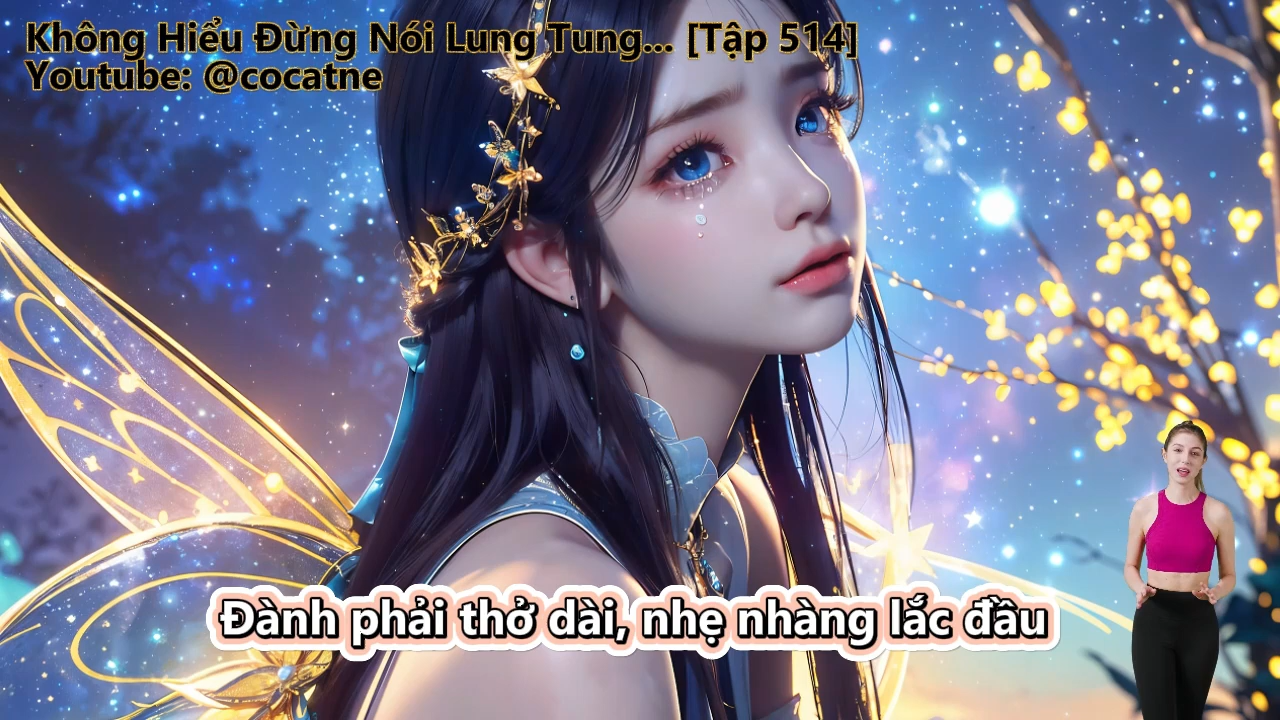 Không Hiểu Đừng Nói Lung Tung... [Tập 514]
Youtube: @cocatne
Đành phải thở dài, nhẹ nhàng lắc đầu